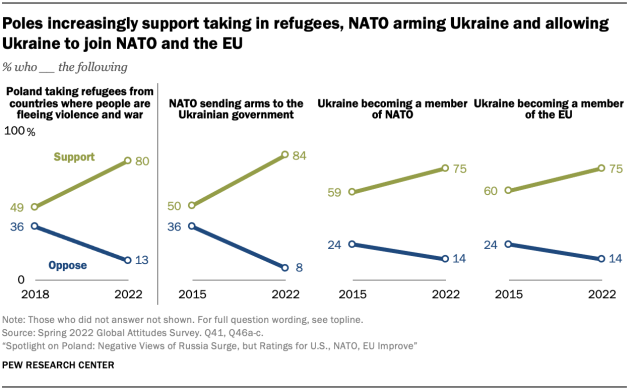 Poles increasingly support taking in refugees, NATO arming Ukraine and allowing
Ukraine to join NATO and the EU
% who __ the following
Poland taking refugees from
countries where people are
fleeing violence and war
100 %
Support
80
49
36
Oppose
13
0
2018
2022
NATO sending arms to the
Ukrainian government
84
50
36
8
2015
2022
Ukraine becoming a member
of NATO
75
59
24
14
2015
2022
Ukraine becoming a member
of the EU
75
60
24
14
2015
2022
Note: Those who did not answer not shown. For full question wording, see topline.
Source: Spring 2022 Global Attitudes Survey. Q41, Q46a-c.
“Spotlight on Poland: Negative Views of Russia Surge, but Ratings for U.S., NATO, EU Improve”
PEW RESEARCH CENTER